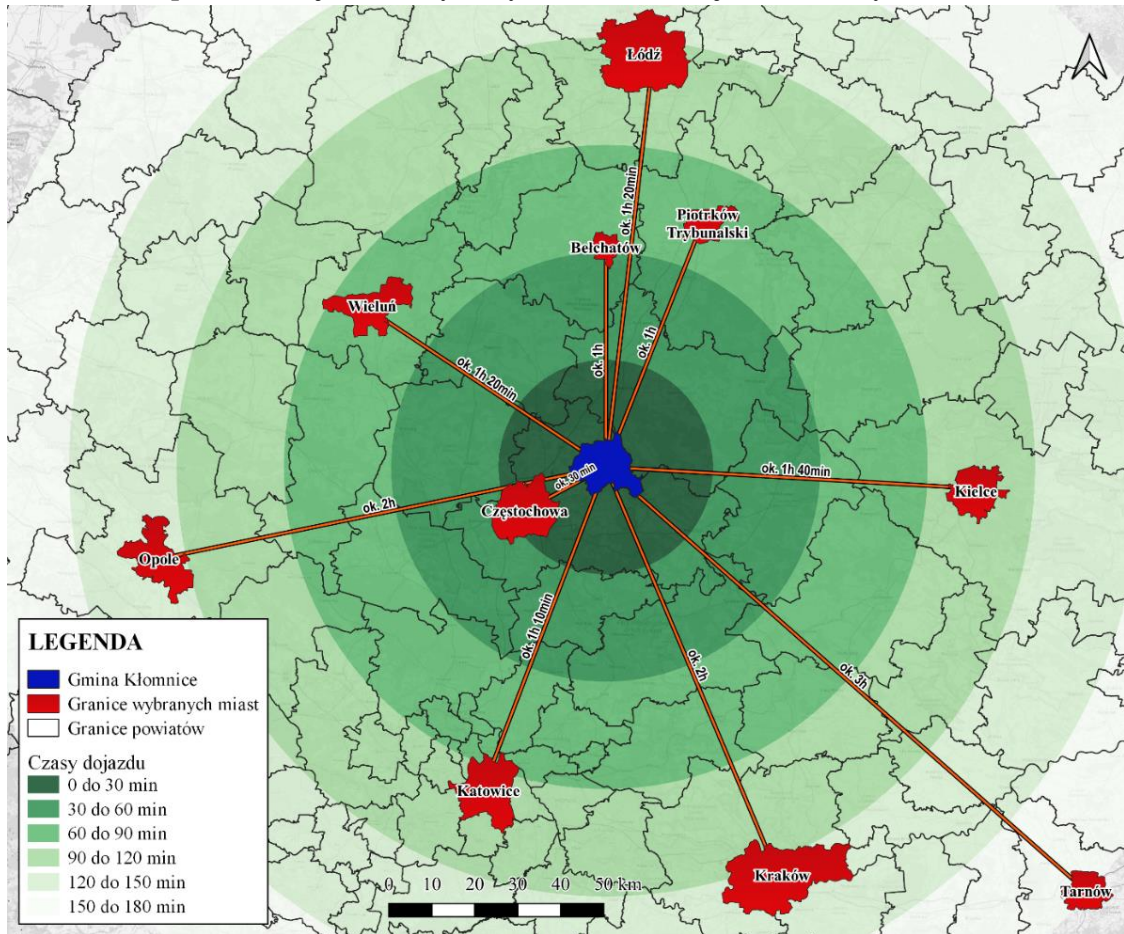 Łódź
ok. 1h 20min
Piotrków
Trybunalski
Bełchatów
ok. 1h
ok. 1h
Wieluń
ok. 1h 20min
ok. 30 min
Częstochowa
ok. 1h 40min
Kielce
ok. 2h
Opole
ok. 1h 10min
Katowice
ok. 2h
Kraków
ok. 3h
Tarnów
LEGENDA
Gmina Kłomnice
Granice wybranych miast
Granice powiatów
Czasy dojazdu
0 do 30 min
30 do 60 min
60 do 90 min
90 do 120 min
120 do 150 min
150 do 180 min
0 10 20 30 40 50 km